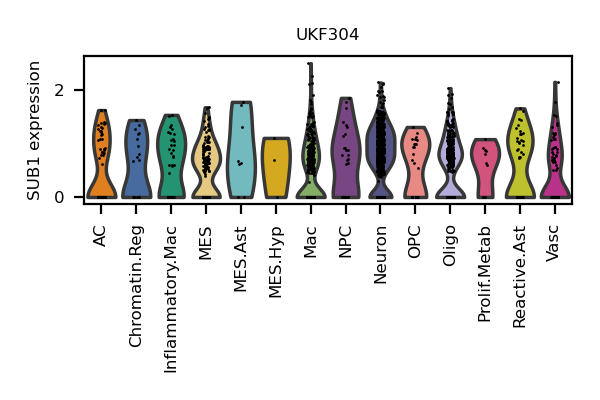 UKF304
SUB1 expression
2
0
AC
Chromatin.Reg
Inflammatory.Mac
MES
MES.Ast
MES.Hyp
Mac
NPC
Neuron
OPC
Oligo
Prolif.Metab
Reactive.Ast
Vasc